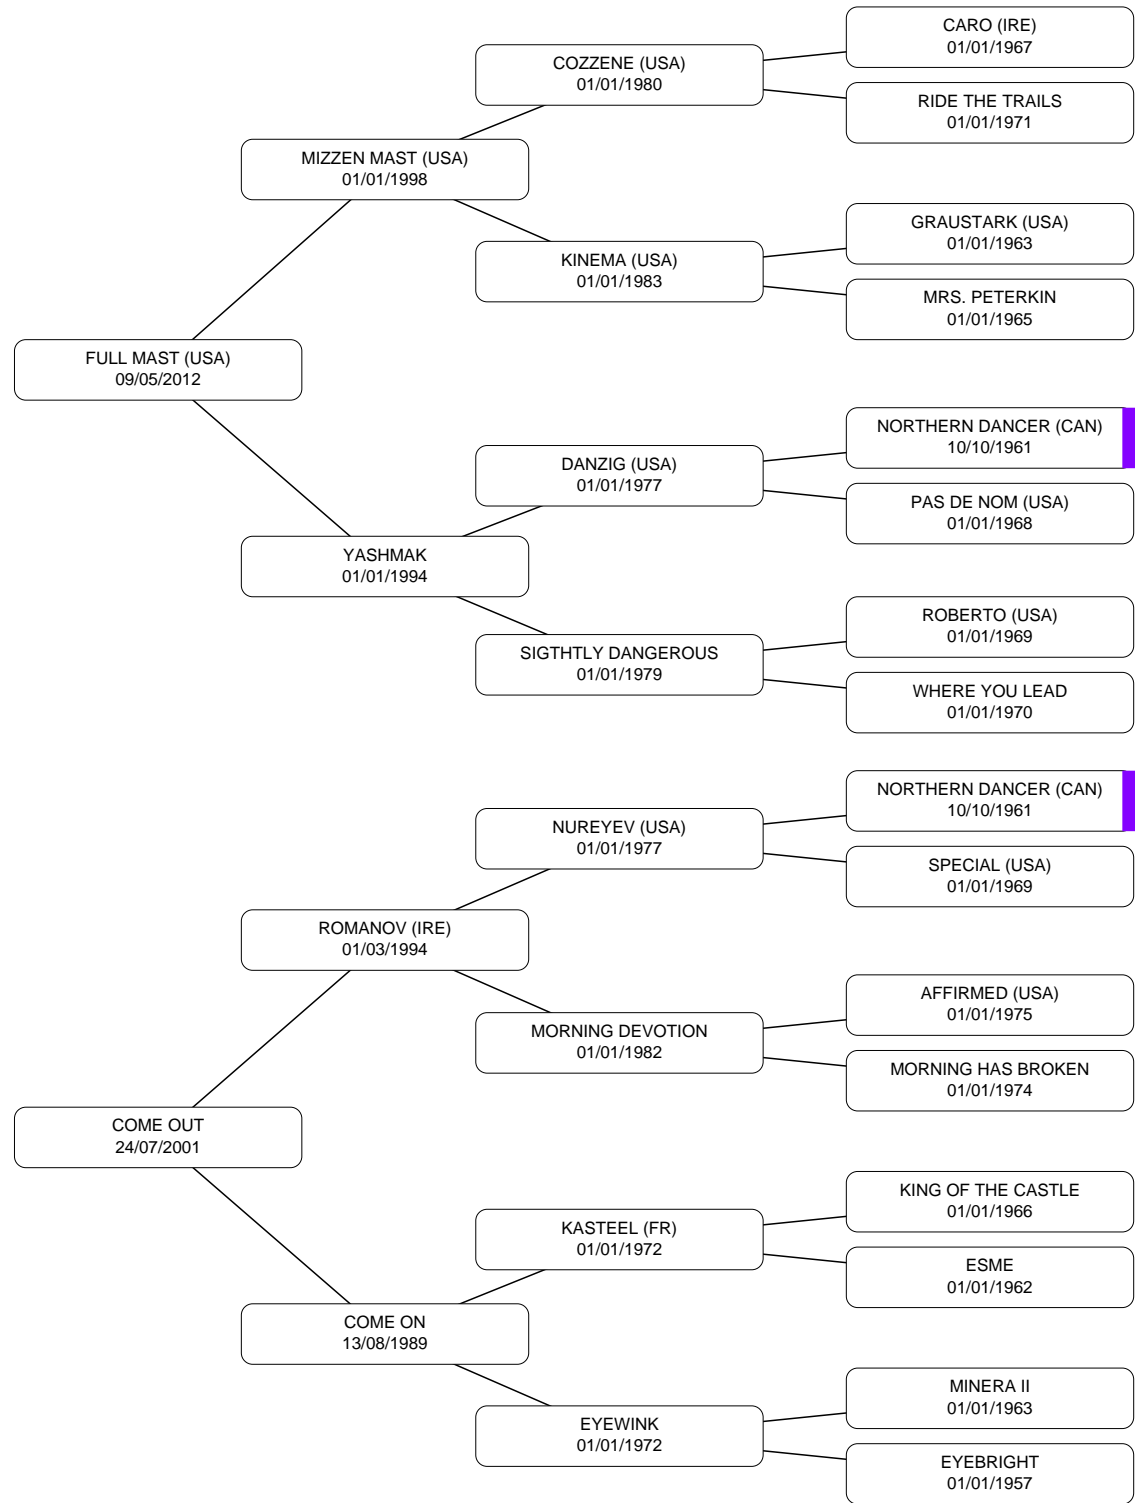 CARO (IRE)
01/01/1967
COZZENE (USA)
01/01/1980
RIDE THE TRAILS
01/01/1971
MIZZEN MAST (USA)
01/01/1998
GRAUSTARK (USA)
01/01/1963
KINEMA (USA)
01/01/1983
MRS. PETERKIN
01/01/1965
FULL MAST (USA)
09/05/2012
NORTHERN DANCER (CAN)
10/10/1961
DANZIG (USA)
01/01/1977
PAS DE NOM (USA)
01/01/1968
YASHMAK
01/01/1994
ROBERTO (USA)
01/01/1969
SIGTHTLY DANGEROUS
01/01/1979
WHERE YOU LEAD
01/01/1970
NORTHERN DANCER (CAN)
10/10/1961
NUREYEV (USA)
01/01/1977
SPECIAL (USA)
01/01/1969
ROMANOV (IRE)
01/03/1994
AFFIRMED (USA)
01/01/1975
MORNING DEVOTION
01/01/1982
MORNING HAS BROKEN
01/01/1974
COME OUT
24/07/2001
KING OF THE CASTLE
01/01/1966
KASTEEL (FR)
01/01/1972
ESME
01/01/1962
COME ON
13/08/1989
MINERA II
01/01/1963
EYEWINK
01/01/1972
EYEBRIGHT
01/01/1957